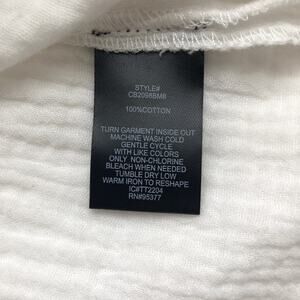 STYLE#
CB2098BM8
100%COTTON
TURN GARMENT INSIDE OUT
MACHINE WASH COLD
GENTLE CYCLE
WITH LIKE COLORS
ONLY NON-CHLORINE
BLEACH WHEN NEEDED
TUMBLE DRY LOW
WARM IRON TO RESHAPE
IC#TT2204
RN#95377